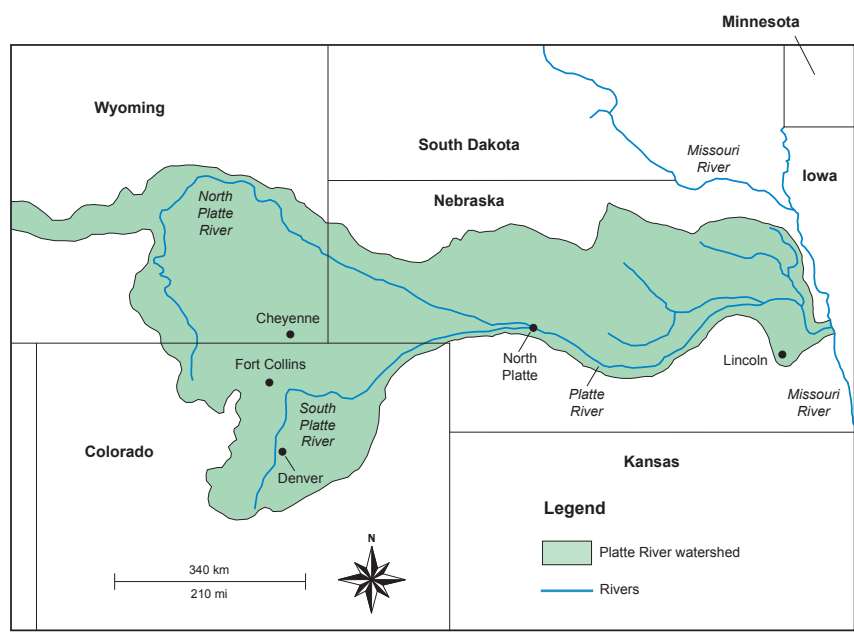 Minnesota
Wyoming
South Dakota
Missouri
River
Iowa
North
Platte
River
Nebraska
Cheyenne
Fort Collins
North
Platte
Lincoln
Platte
River
Missouri
River
South
Platte
River
Colorado
Denver
Kansas
Legend
Platte River watershed
Rivers
N
340 km
210 mi